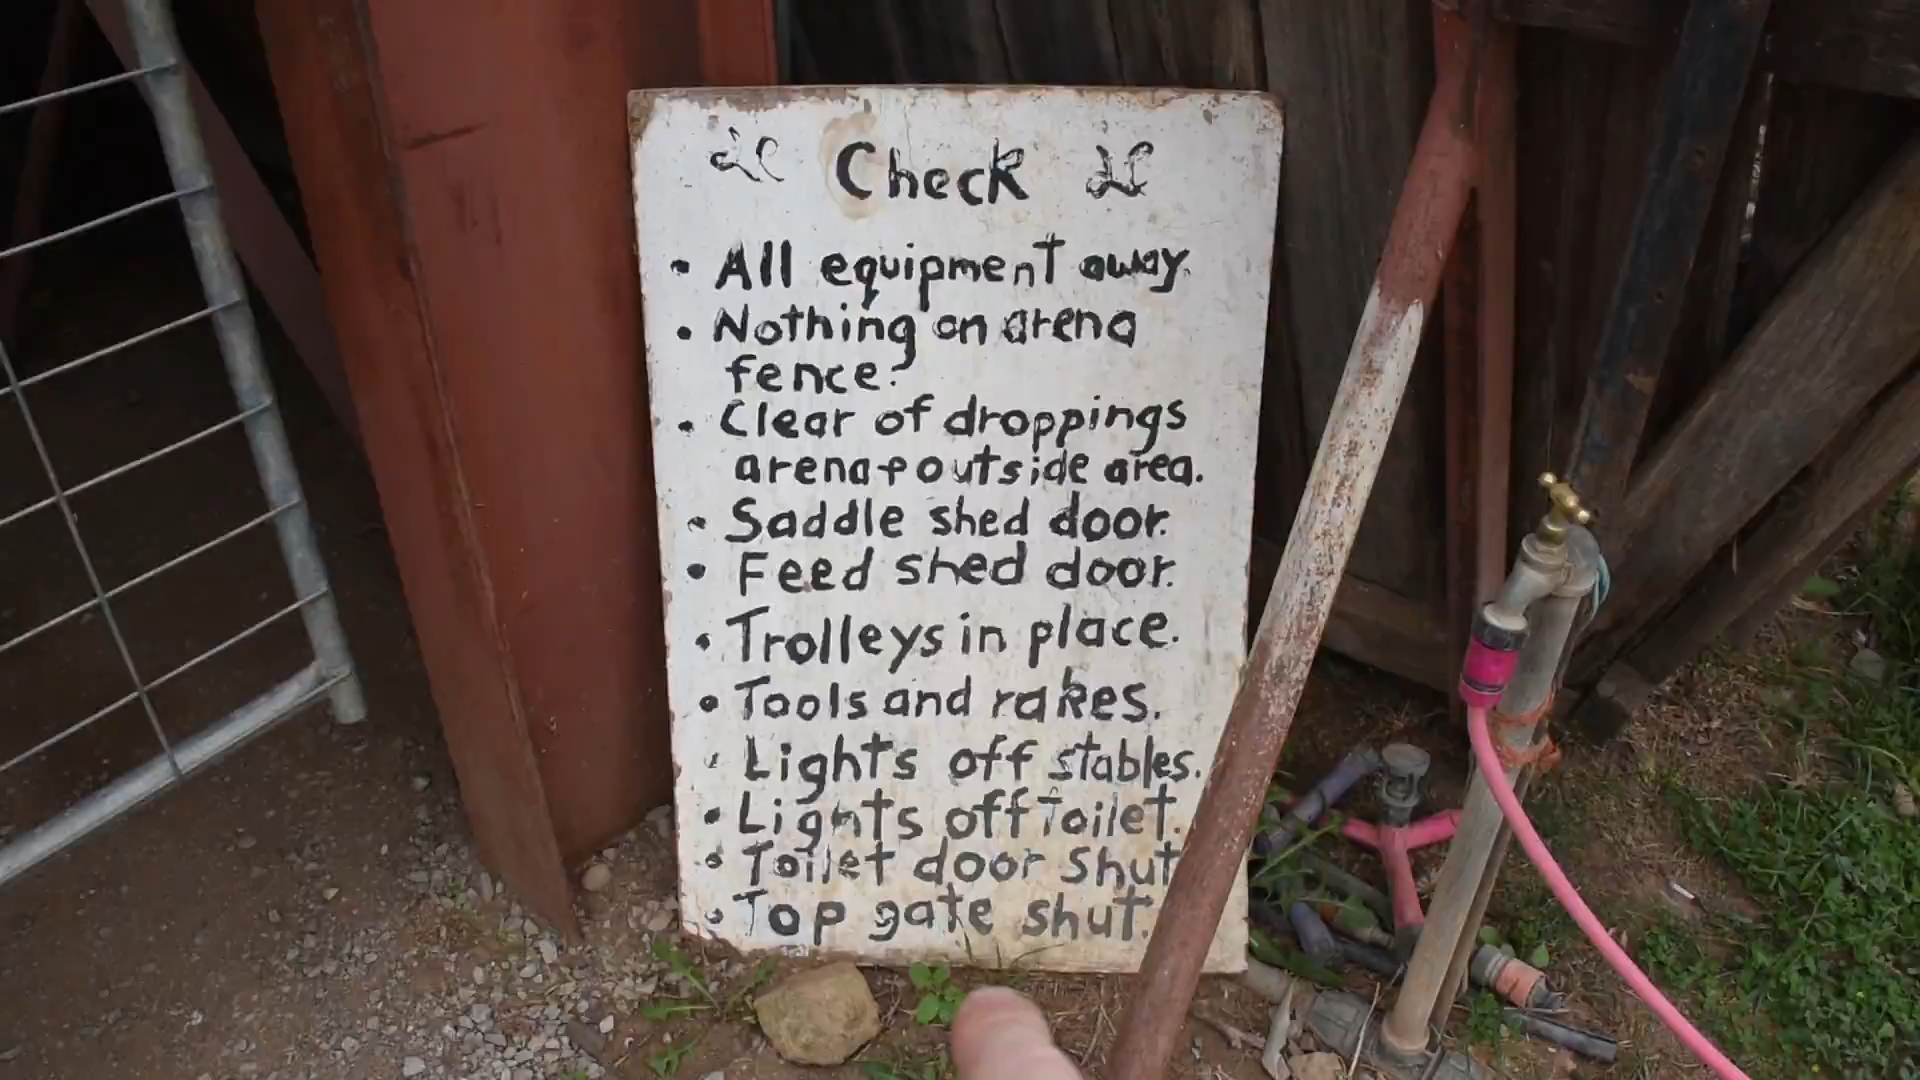 Check
• All equipment away.
• Nothing on arena
fence.
• Clear of droppings
arena + outside area.
• Saddle shed door.
• Feed shed door.
• Trolleys in place.
• Tools and rakes.
• Lights off stables.
• Lights off Toilet.
• Toilet door Shut
• Top gate shut.